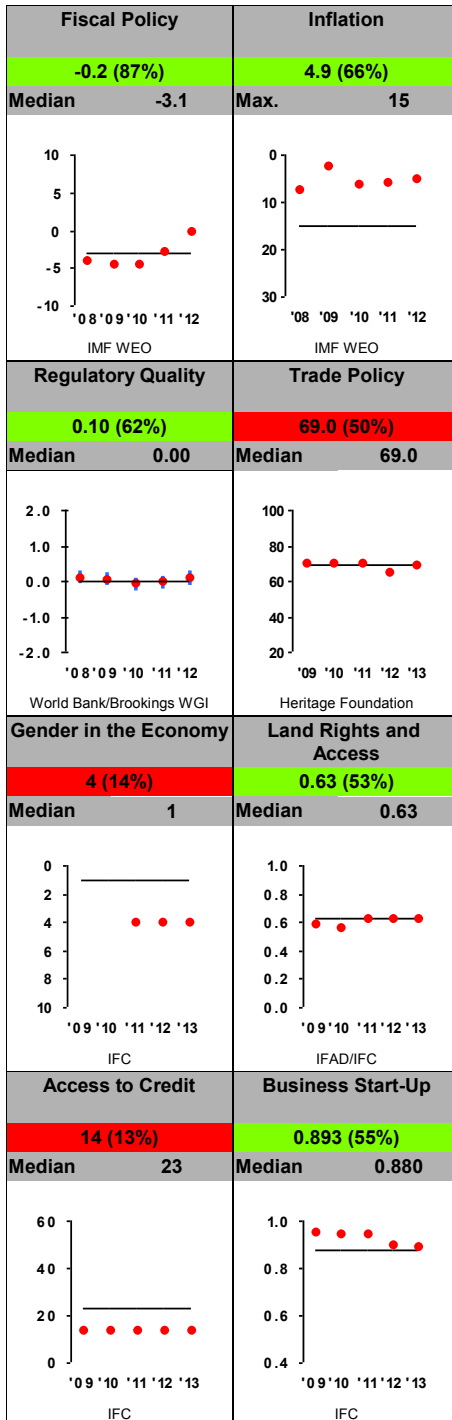 Fiscal Policy
-0.2 (87%)
Median -3.1
10
5
0
-5
-10
'08 '09 '10 '11 '12
IMF WEO
Inflation
4.9 (66%)
Max. 15
0
10
20
30
'08 '09 '10 '11 '12
IMF WEO
Regulatory Quality
0.10 (62%)
Median 0.00
2.0
1.0
0.0
-1.0
-2.0
'08 '09 '10 '11 '12
World Bank/Brookings WGI
Trade Policy
69.0 (50%)
Median 69.0
100
80
60
40
20
'09 '10 '11 '12 '13
Heritage Foundation
Gender in the Economy
4 (14%)
Median 1
0
2
4
6
8
10
'09 '10 '11 '12 '13
IFC
Land Rights and
Access
0.63 (53%)
Median 0.63
1.0
0.8
0.6
0.4
0.2
0.0
'09 '10 '11 '12 '13
IFAD/IFC
Access to Credit
14 (13%)
Median 23
60
40
20
0
'09 '10 '11 '12 '13
IFC
Business Start-Up
0.893 (55%)
Median 0.880
1.0
0.8
0.6
0.4
'09 '10 '11 '12 '13
IFC